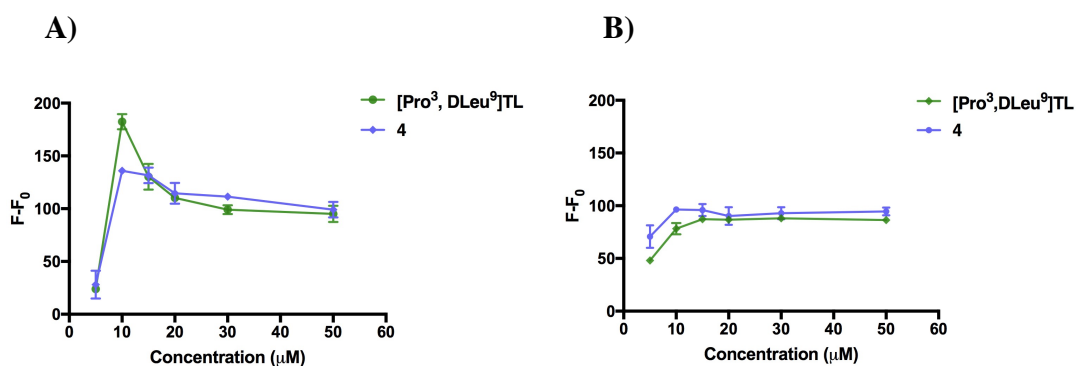 A)
[Pro³, DLeu⁹]TL
4
F-F₀
200
150
100
50
0
0 10 20 30 40 50 60
Concentration (μM)
B)
[Pro³,DLeu⁹]TL
4
F-F₀
200
150
100
50
0
0 10 20 30 40 50 60
Concentration (μM)